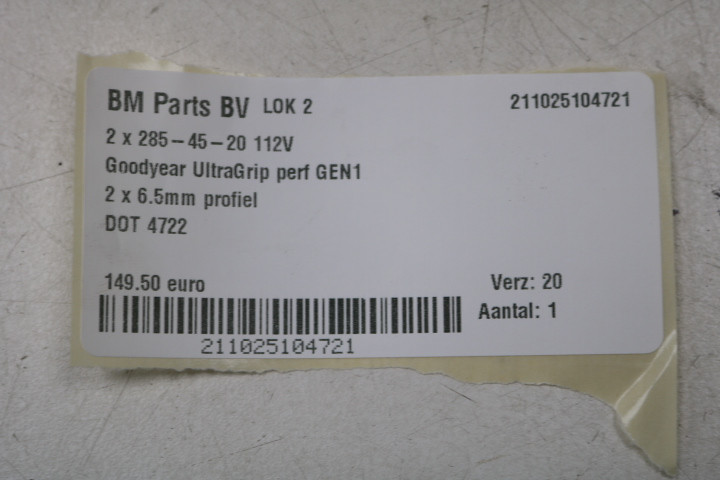 BM Parts BV LOK 2 211025104721
2 x 285-45-20 112V
Goodyear UltraGrip perf GEN1
2 x 6.5mm profiel
DOT 4722
149.50 euro Verz: 20
Aantal: 1
211025104721